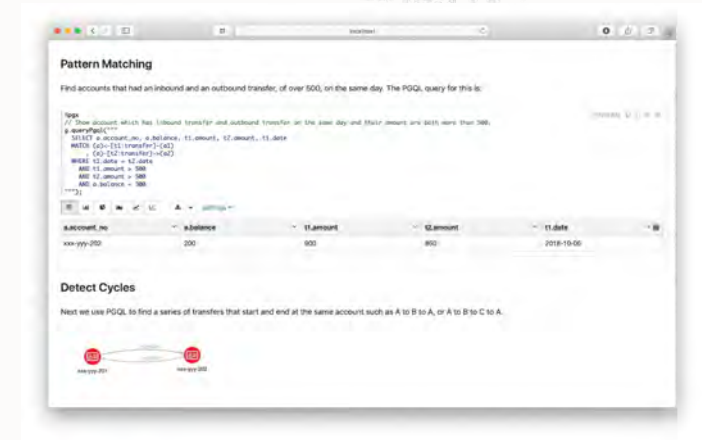 localhost
Pattern Matching
Find accounts that had an inbound and an outbound transfer, of over 500, on the same day. The PGQL query for this is:
%pgx
// Show account which has inbound transfer and outbound transfer on the same day and their amount are both more than 500.
g.queryPgql("""
SELECT a.account_no, a.balance, t1.amount, t2.amount, t1.date
MATCH (a)<-[t1:transfer]-(a1)
, (a)-[t2:transfer]->(a2)
WHERE t1.date = t2.date
AND t1.amount > 500
AND t2.amount > 500
AND a.balance < 300
""");
FINISHED
settings
a.account_no a.balance t1.amount t2.amount t1.date
xxx-yyy-202 200 900 850 2018-10-06
Detect Cycles
Next we use PGQL to find a series of transfers that start and end at the same account such as A to B to A, or A to B to C to A.
xxx-yyy-201 xxx-yyy-202